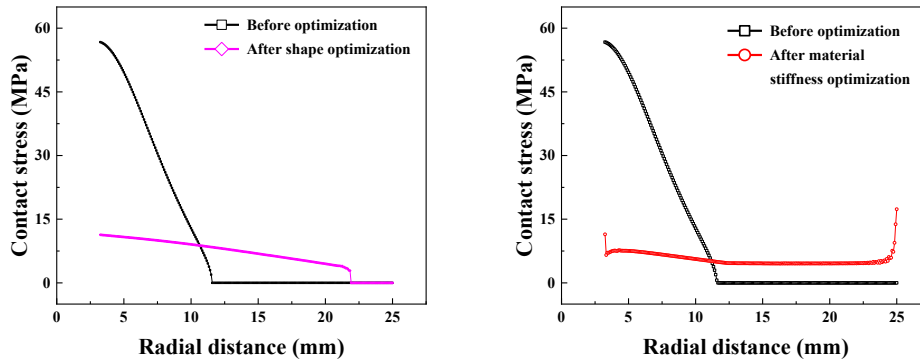 Before optimization
After shape optimization
Contact stress (MPa)
60
45
30
15
0
0 5 10 15 20 25
Radial distance (mm)
Before optimization
After material
stiffness optimization
Contact stress (MPa)
60
45
30
15
0
0 5 10 15 20 25
Radial distance (mm)